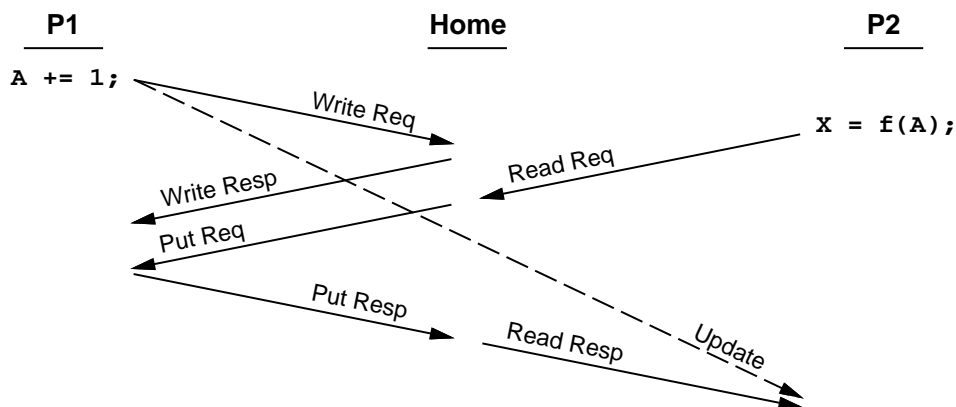 P1 Home P2
A += 1;
Write Req
X = f(A);
Read Req
Write Resp
Put Req
Put Resp
Read Resp
Update